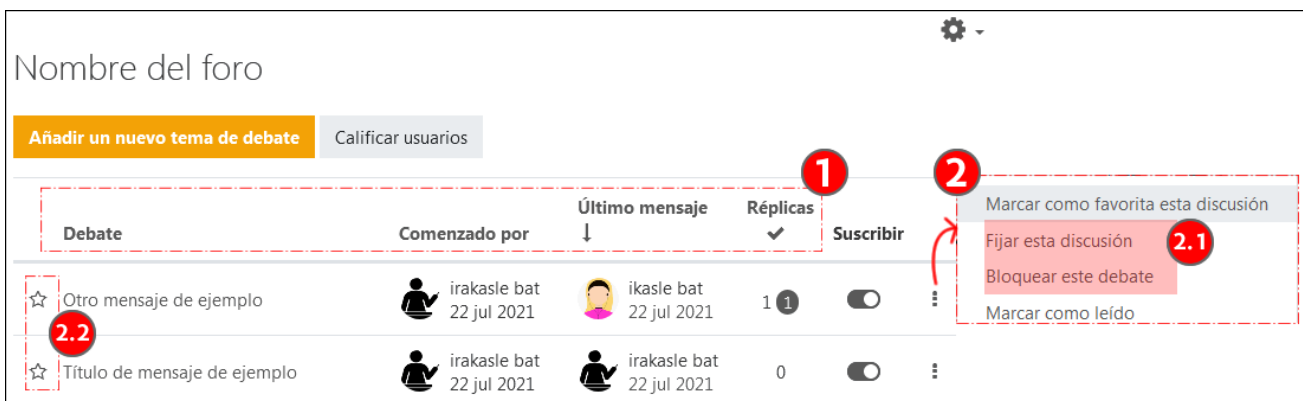 Nombre del foro
Añadir un nuevo tema de debate
Calificar usuarios
1
2
Debate
Comenzado por
Último mensaje
↓
Réplicas
✓
Suscribir
Marcar como favorita esta discusión
Fijar esta discusión
2.1
Bloquear este debate
Marcar como leído
Otro mensaje de ejemplo
irakasle bat
22 jul 2021
ikasle bat
22 jul 2021
1 1
2.2
Título de mensaje de ejemplo
irakasle bat
22 jul 2021
irakasle bat
22 jul 2021
0